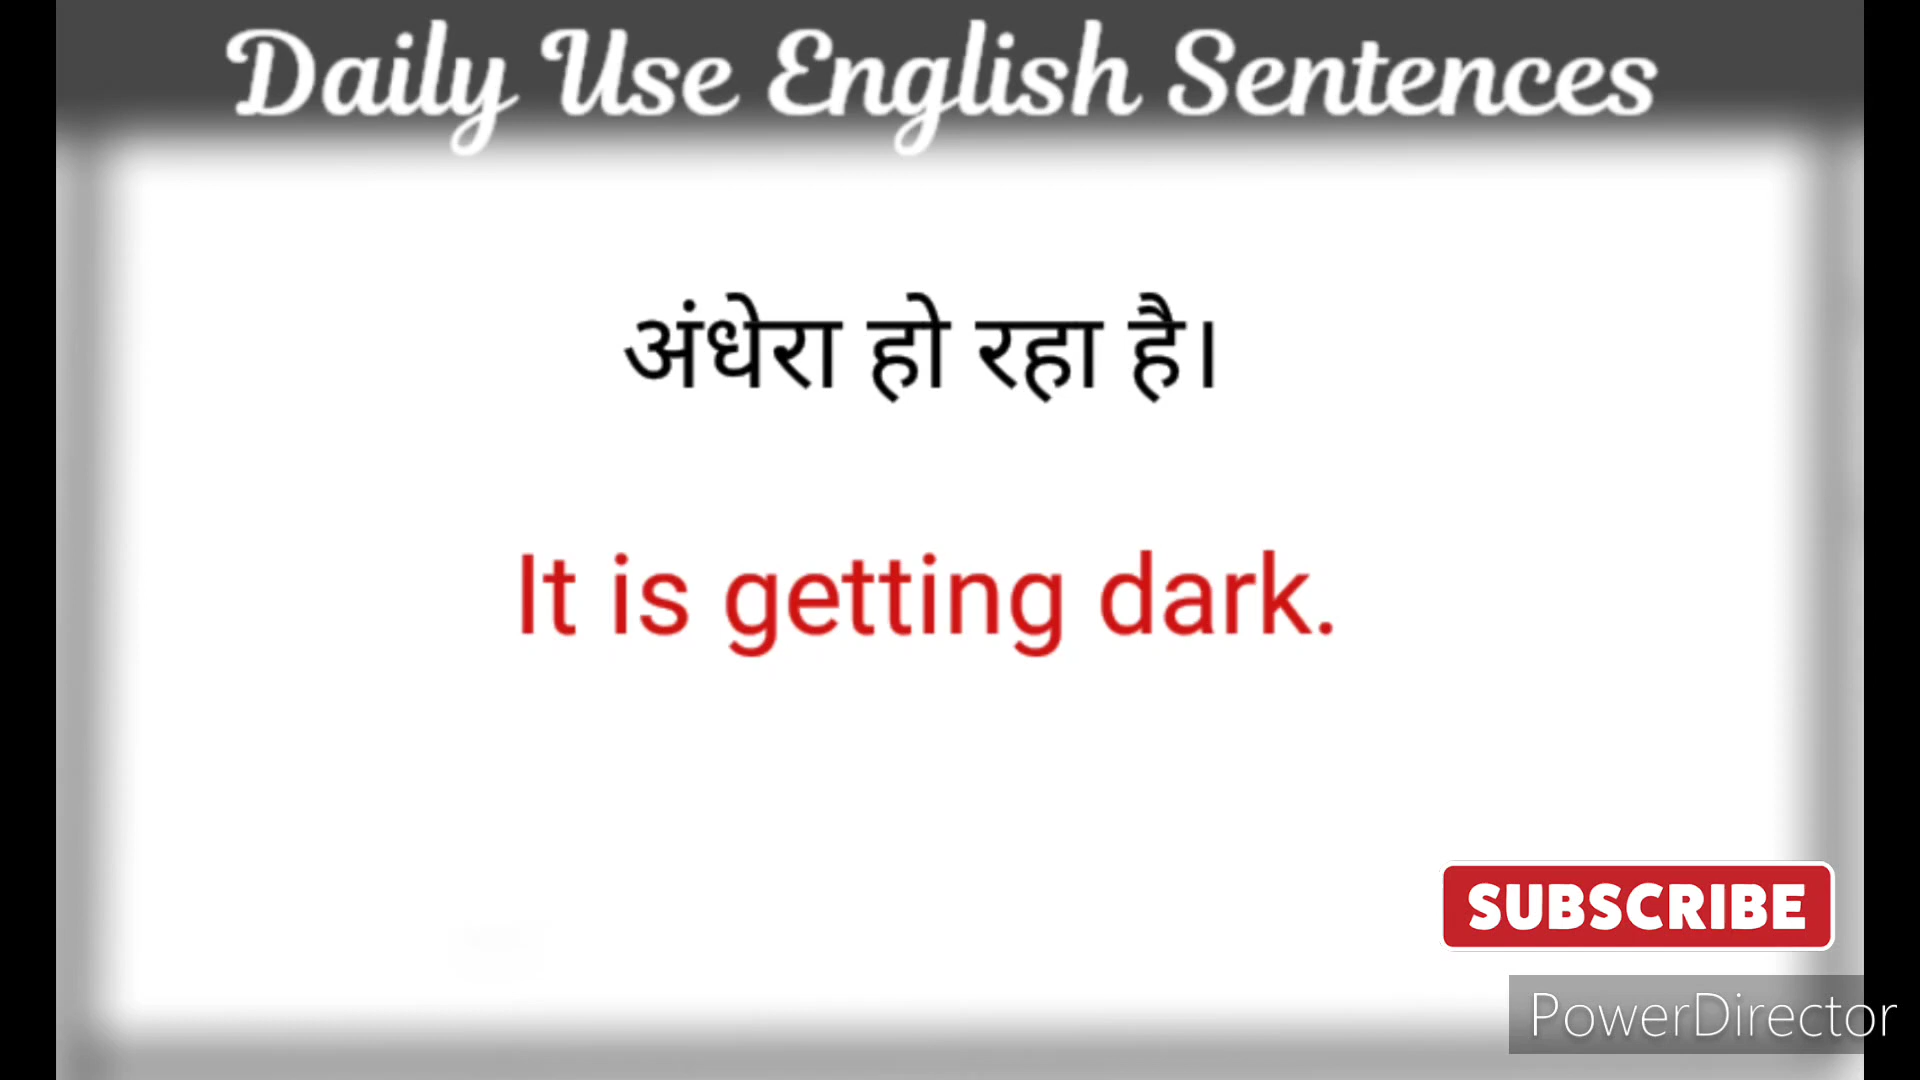 Daily Use English Sentences
अंधेरा हो रहा है।
It is getting dark.
SUBSCRIBE
PowerDirector